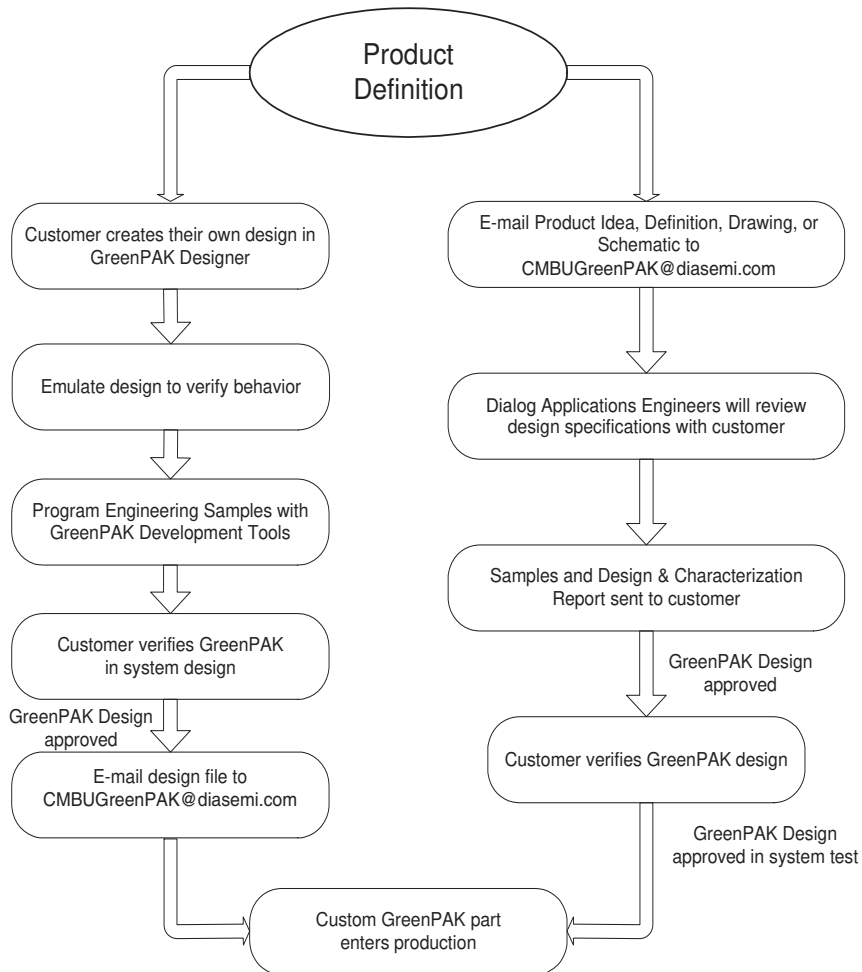 Product
Definition
Customer creates their own design in
GreenPAK Designer
Emulate design to verify behavior
Program Engineering Samples with
GreenPAK Development Tools
Customer verifies GreenPAK
in system design
GreenPAK Design
approved
E-mail design file to
CMBUGreenPAK@diasemi.com
E-mail Product Idea, Definition, Drawing, or
Schematic to
CMBUGreenPAK@diasemi.com
Dialog Applications Engineers will review
design specifications with customer
Samples and Design & Characterization
Report sent to customer
GreenPAK Design
approved
Customer verifies GreenPAK design
GreenPAK Design
approved in system test
Custom GreenPAK part
enters production